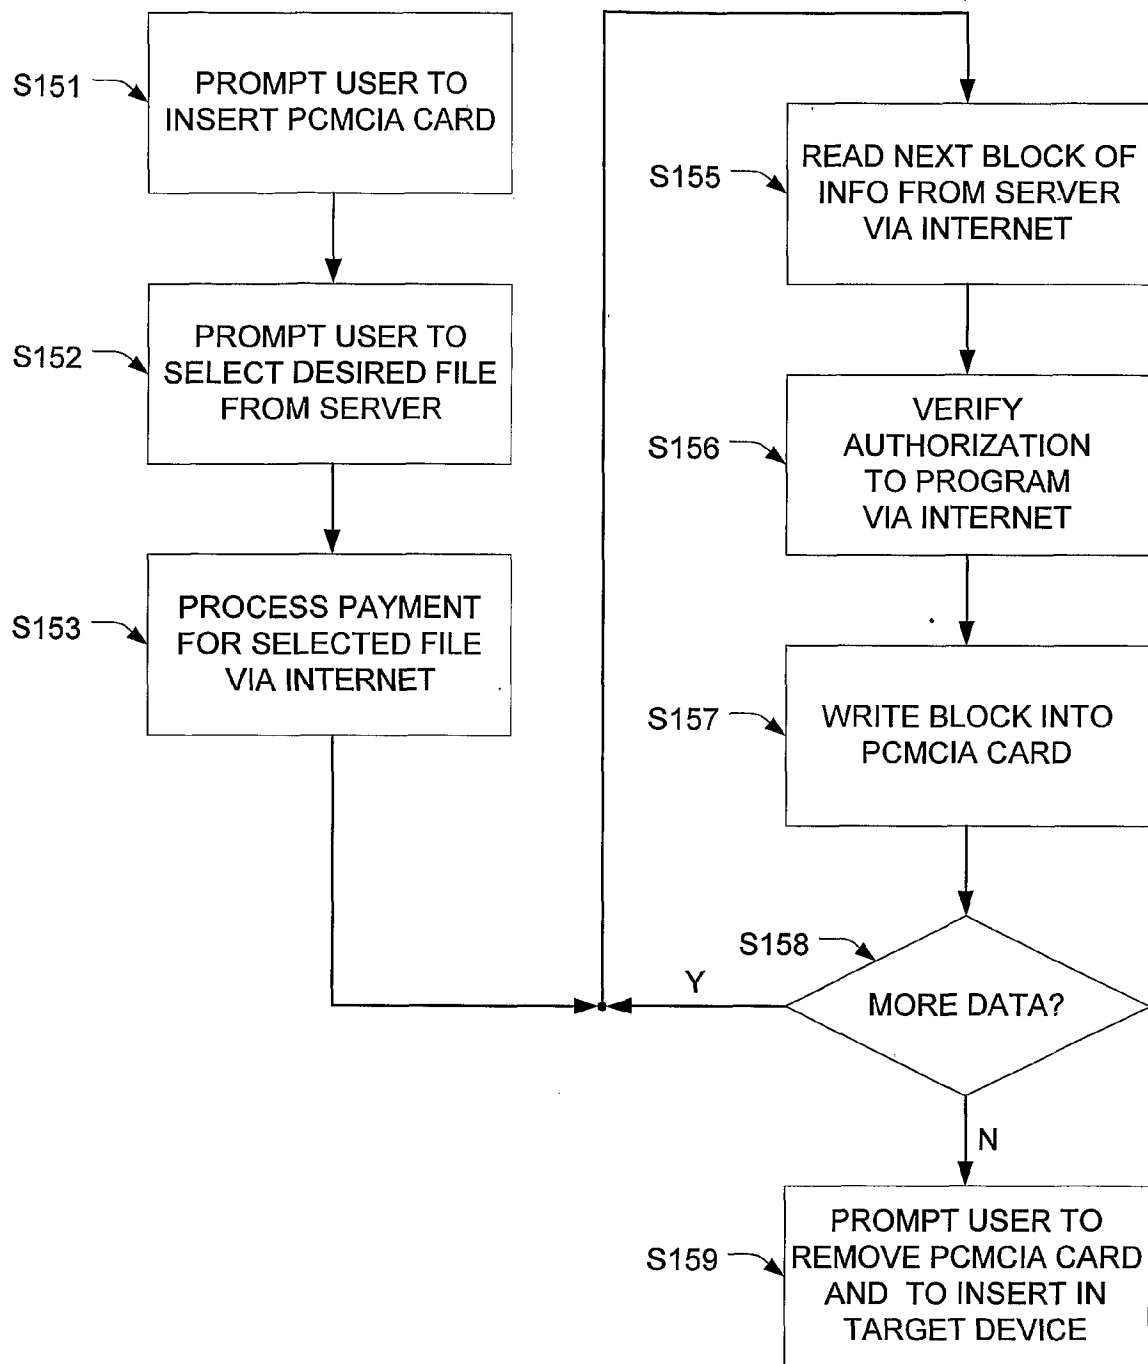 S151
PROMPT USER TO
INSERT PCMCIA CARD
S152
PROMPT USER TO
SELECT DESIRED FILE
FROM SERVER
S153
PROCESS PAYMENT
FOR SELECTED FILE
VIA INTERNET
S155
READ NEXT BLOCK OF
INFO FROM SERVER
VIA INTERNET
S156
VERIFY
AUTHORIZATION
TO PROGRAM
VIA INTERNET
S157
WRITE BLOCK INTO
PCMCIA CARD
S158
Y
MORE DATA?
N
S159
PROMPT USER TO
REMOVE PCMCIA CARD
AND TO INSERT IN
TARGET DEVICE